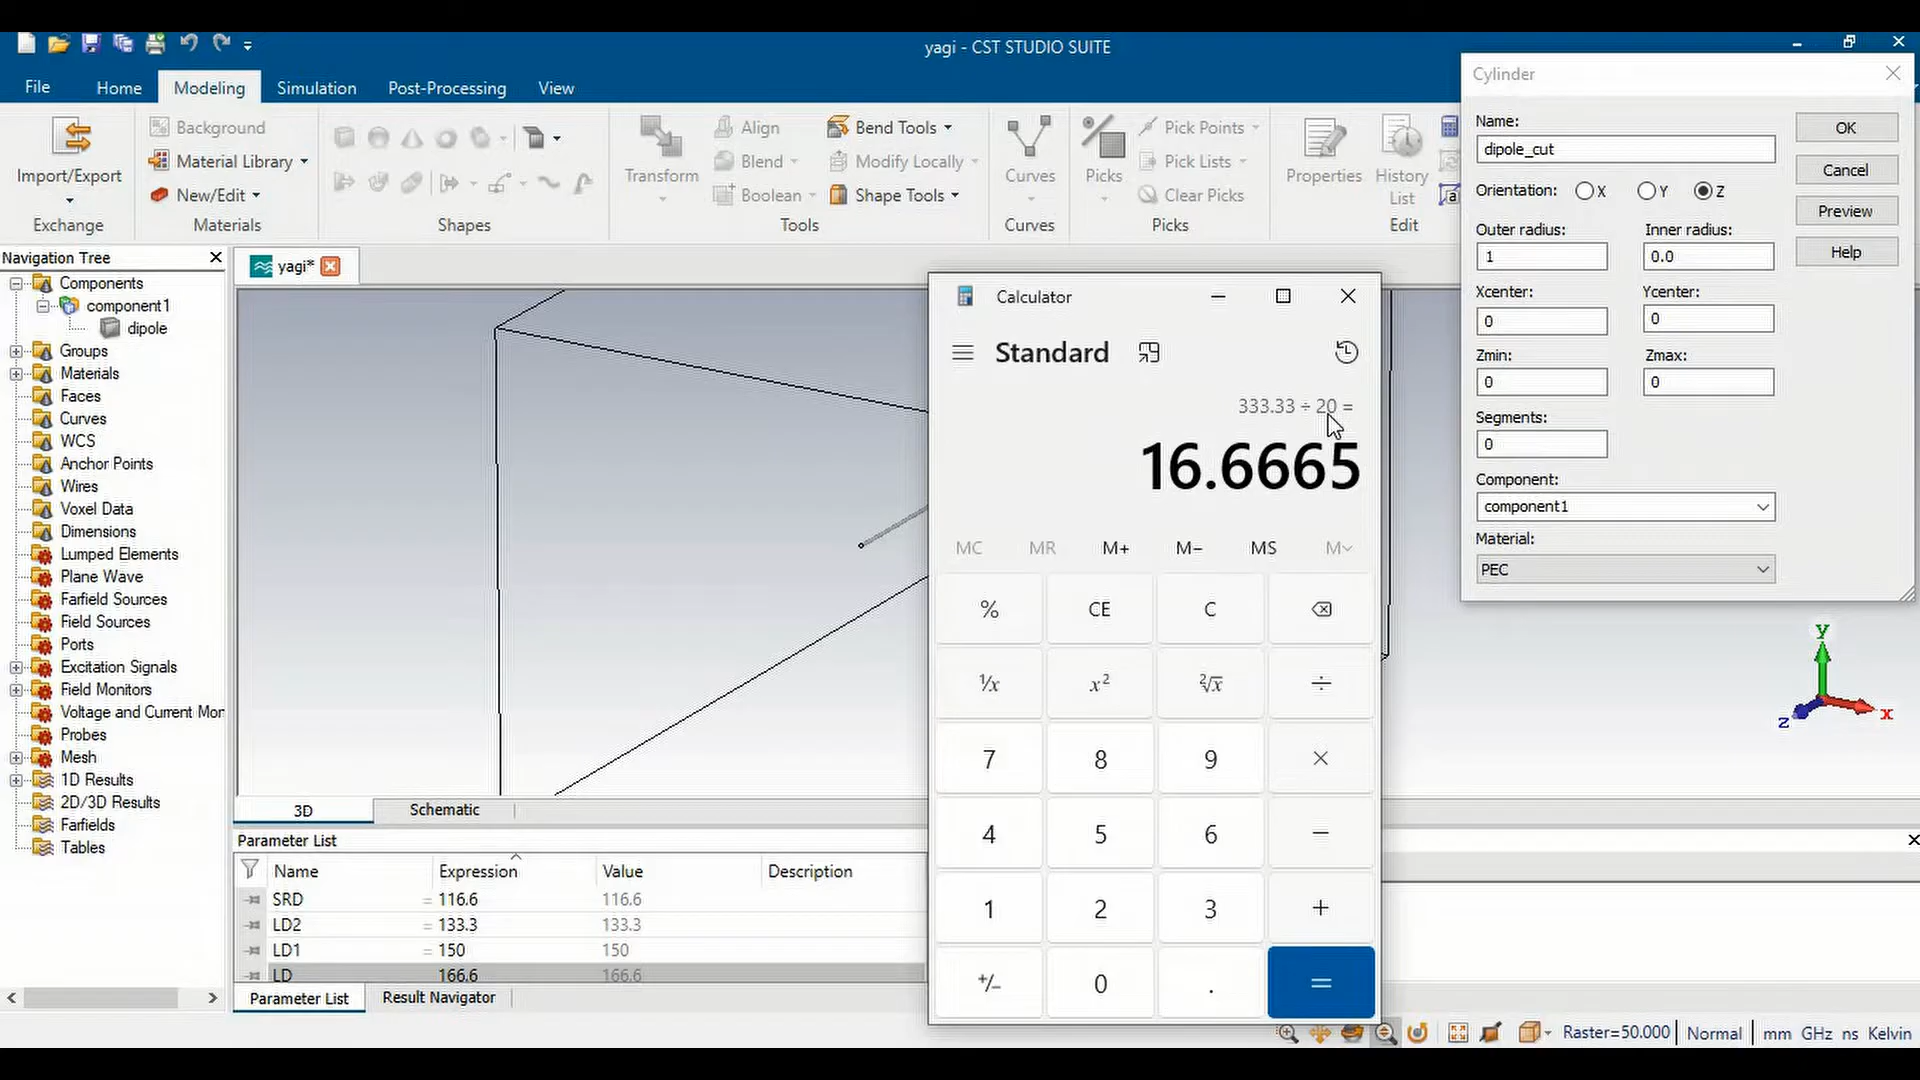 yagi - CST STUDIO SUITE
File
Home
Modeling
Simulation
Post-Processing
View
Import/Export
Exchange
Background
Material Library
New/Edit
Materials
Shapes
Transform
Align
Blend
Boolean
Bend Tools
Modify Locally
Shape Tools
Tools
Curves
Curves
Picks
Pick Points
Pick Lists
Clear Picks
Picks
Properties
History List
Edit
Navigation Tree
Components
component1
dipole
Groups
Materials
Faces
Curves
WCS
Anchor Points
Wires
Voxel Data
Dimensions
Lumped Elements
Plane Wave
Farfield Sources
Field Sources
Ports
Excitation Signals
Field Monitors
Voltage and Current Mor
Probes
Mesh
1D Results
2D/3D Results
Farfields
Tables
yagi*
3D
Schematic
Parameter List
Name Expression Value Description
SRD = 116.6 116.6
LD2 = 133.3 133.3
LD1 = 150 150
LD 166.6 166.6
Parameter List
Result Navigator
Calculator
Standard
333.33 ÷ 20 =
16.6665
MC MR M+ M− MS M
% CE C
¹/x x² ²√x ÷
7 8 9 ×
4 5 6 −
1 2 3 +
+/− 0 . =
Cylinder
Name:
dipole_cut
OK
Cancel
Preview
Help
Orientation: X Y Z
Outer radius: Inner radius:
1 0.0
Xcenter: Ycenter:
0 0
Zmin: Zmax:
0 0
Segments:
0
Component:
component1
Material:
PEC
y
x
z
Raster=50.000 Normal mm GHz ns Kelvin